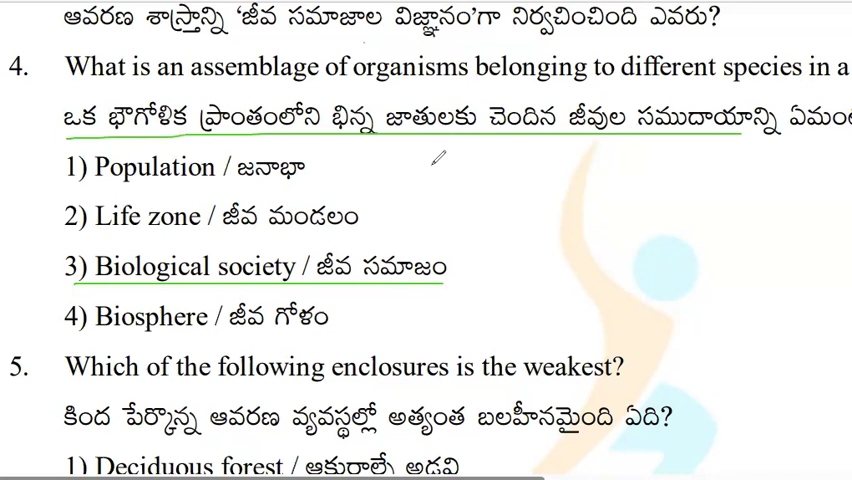 ఆవరణ శాస్త్రాన్ని ‘జీవ సమాజాల విజ్ఞానం’గా నిర్వచించింది ఎవరు?
4. What is an assemblage of organisms belonging to different species in a
ఒక భౌగోళిక ప్రాంతంలోని భిన్న జాతులకు చెందిన జీవుల సముదాయాన్ని
1) Population / జనాభా
2) Life zone / జీవ మండలం
3) Biological society / జీవ సమాజం
4) Biosphere / జీవ గోళం
5. Which of the following enclosures is the weakest?
కింద పేర్కొన్న ఆవరణ వ్యవస్థల్లో అత్యంత బలహీనమైంది ఏది?
1) Deciduous forest / ఆకురాల్చే అడవి